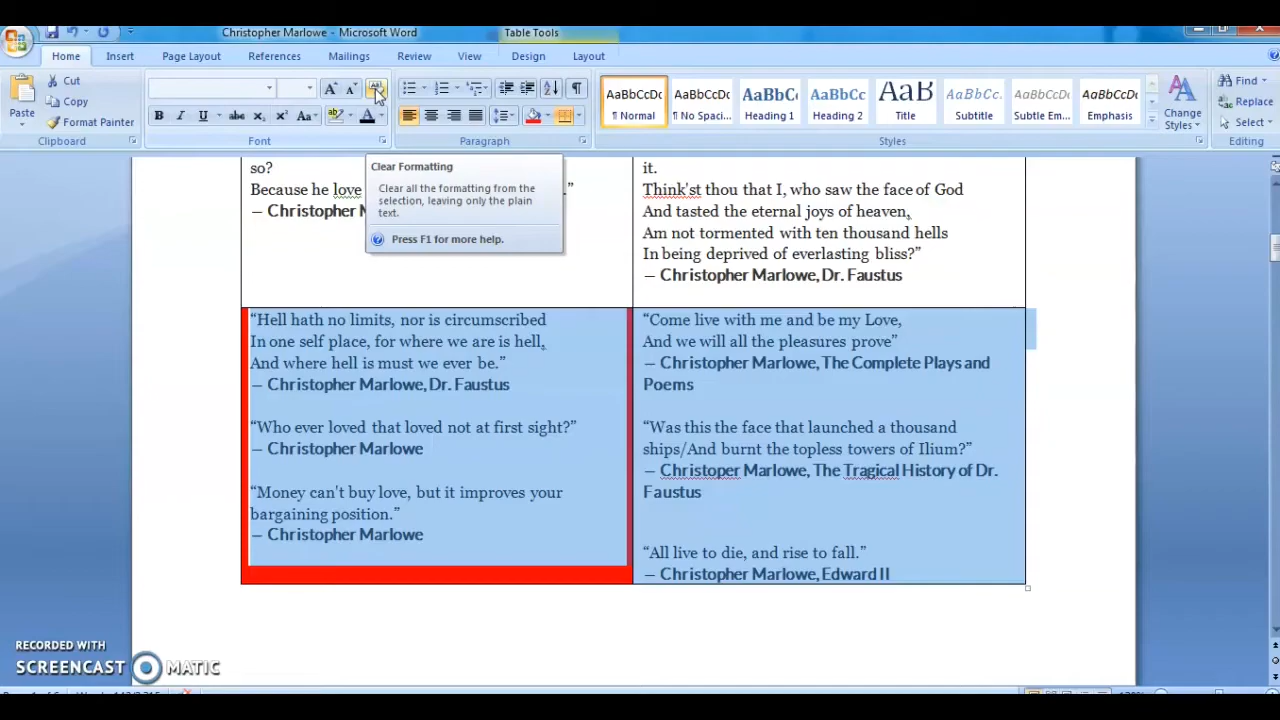 Christopher Marlowe - Microsoft Word
Table Tools
Home Insert Page Layout References Mailings Review View Design Layout
Paste
Cut
Copy
Format Painter
Clipboard
B I U abe X₂ X² Aa
Font
Paragraph
AaBbCcDc AaBbCcDc AaBbC AaBbCc AaB AaBbCc. AaBbCcDc AaBbCcDc
¶ Normal ¶ No Spaci... Heading 1 Heading 2 Title Subtitle Subtle Em... Emphasis
Change
Styles
Styles
Find
Replace
Select
Editing
Clear Formatting
Clear all the formatting from the
selection, leaving only the plain
text.
Press F1 for more help.
so?
Because he love .”
— Christopher M
it.
Think'st thou that I, who saw the face of God
And tasted the eternal joys of heaven,
Am not tormented with ten thousand hells
In being deprived of everlasting bliss?”
— Christopher Marlowe, Dr. Faustus
“Hell hath no limits, nor is circumscribed
In one self place, for where we are is hell,
And where hell is must we ever be.”
— Christopher Marlowe, Dr. Faustus
“Who ever loved that loved not at first sight?”
— Christopher Marlowe
“Money can't buy love, but it improves your
bargaining position.”
— Christopher Marlowe
“Come live with me and be my Love,
And we will all the pleasures prove”
— Christopher Marlowe, The Complete Plays and
Poems
“Was this the face that launched a thousand
ships/And burnt the topless towers of Ilium?”
— Christoper Marlowe, The Tragical History of Dr.
Faustus
“All live to die, and rise to fall.”
— Christopher Marlowe, Edward II
RECORDED WITH
SCREENCAST MATIC